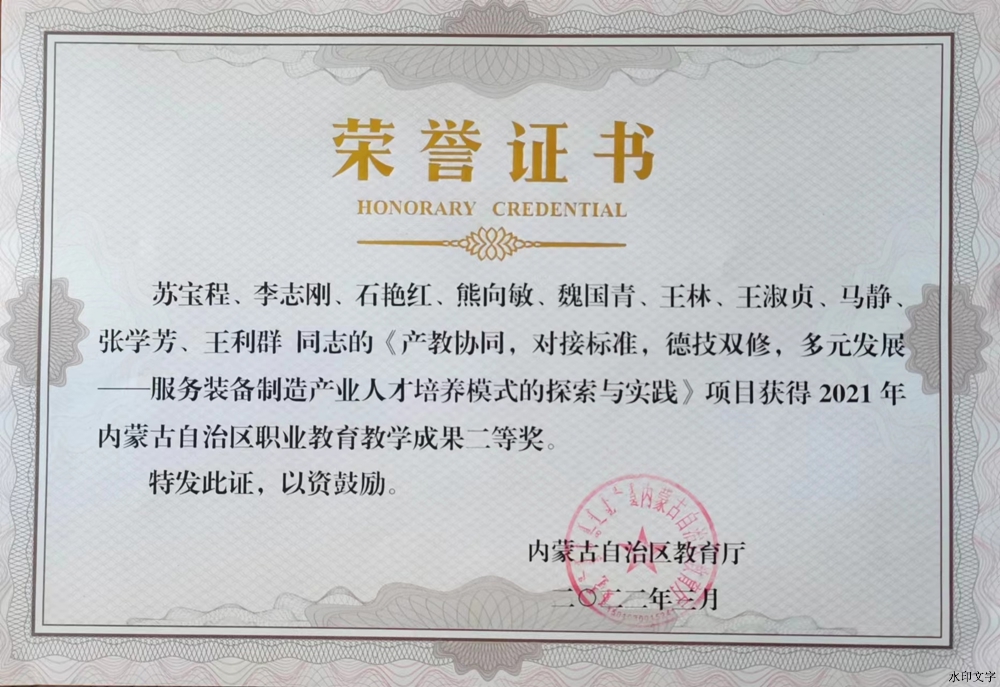 荣誉证书
HONORARY CREDENTIAL
苏宝程、李志刚、石艳红、熊向敏、魏国青、王林、王淑贞、马静、
张学芳、王利群 同志的《产教协同，对接标准，德技双修，多元发展
——服务装备制造产业人才培养模式的探索与实践》项目获得 2021 年
内蒙古自治区职业教育教学成果二等奖。
特发此证，以资鼓励。
内蒙古自治区教育厅
二〇二二年三月
水印文字